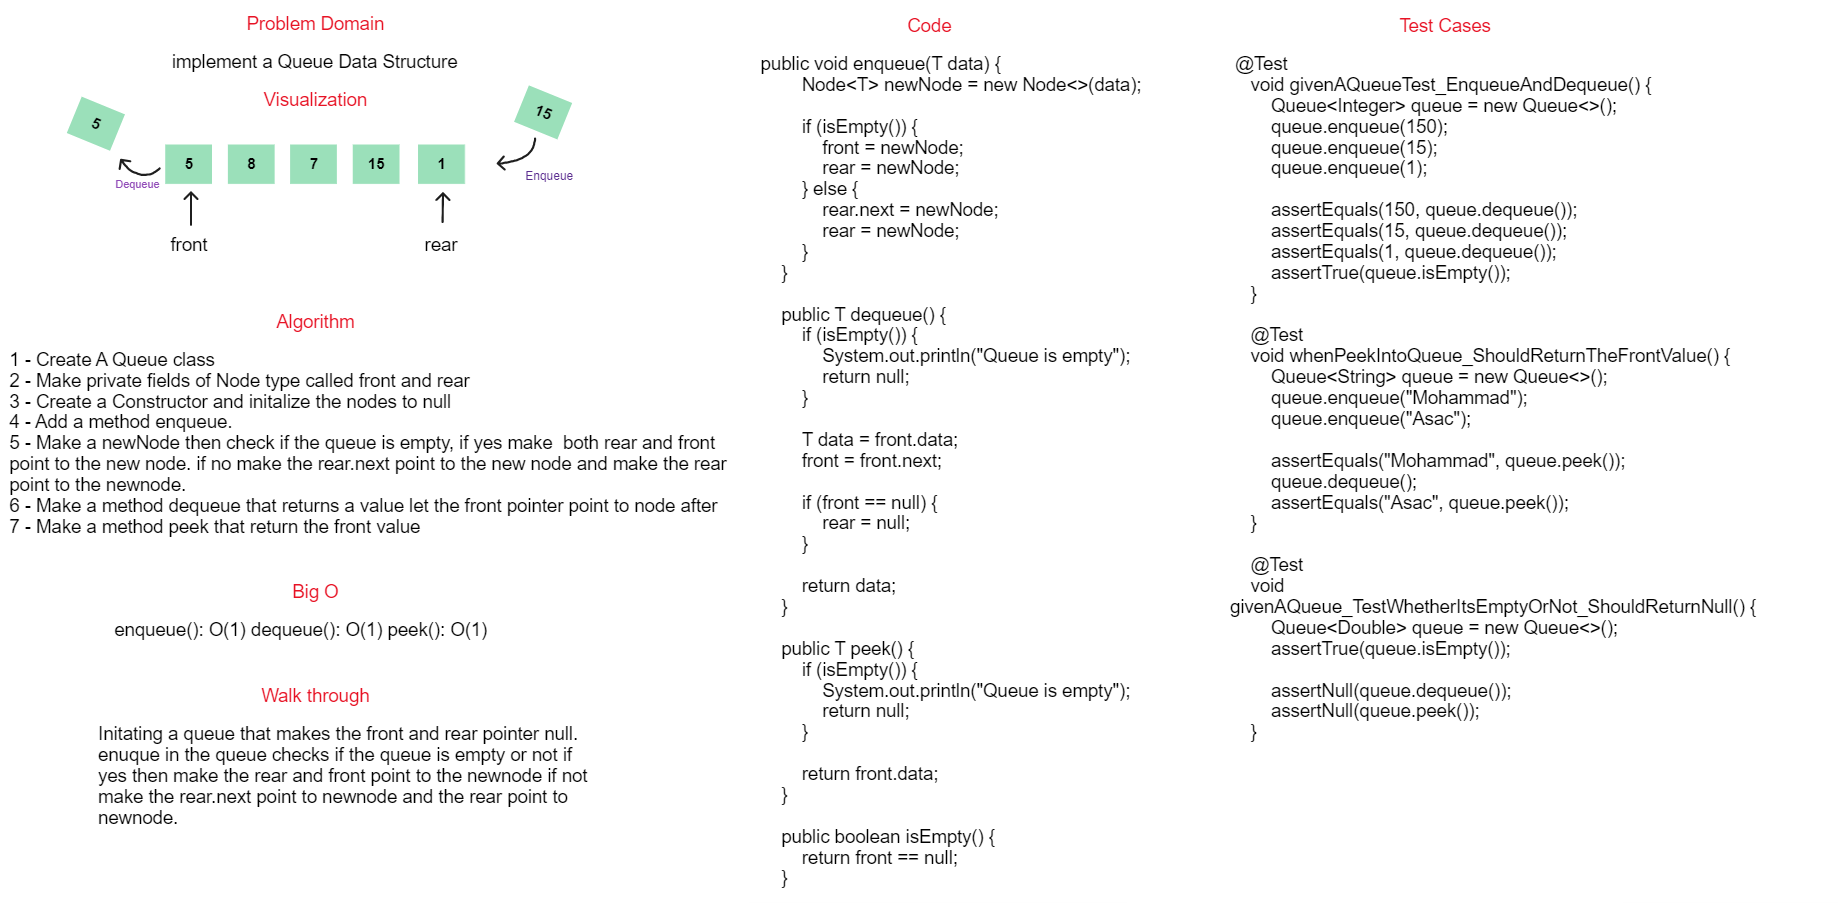 Problem Domain
implement a Queue Data Structure
Visualization
5
15
5 8 7 15 1
Dequeue
Enqueue
front
rear
Algorithm
1 - Create A Queue class
2 - Make private fields of Node type called front and rear
3 - Create a Constructor and initalize the nodes to null
4 - Add a method enqueue.
5 - Make a newNode then check if the queue is empty, if yes make  both rear and front
point to the new node. if no make the rear.next point to the new node and make the rear
point to the newnode.
6 - Make a method dequeue that returns a value let the front pointer point to node after
7 - Make a method peek that return the front value
Big O
enqueue(): O(1) dequeue(): O(1) peek(): O(1)
Walk through
Initating a queue that makes the front and rear pointer null.
enuque in the queue checks if the queue is empty or not if
yes then make the rear and front point to the newnode if not
make the rear.next point to newnode and the rear point to
newnode.
Code
public void enqueue(T data) {
Node<T> newNode = new Node<>(data);
if (isEmpty()) {
front = newNode;
rear = newNode;
} else {
rear.next = newNode;
rear = newNode;
}
}
public T dequeue() {
if (isEmpty()) {
System.out.println("Queue is empty");
return null;
}
T data = front.data;
front = front.next;
if (front == null) {
rear = null;
}
return data;
}
public T peek() {
if (isEmpty()) {
System.out.println("Queue is empty");
return null;
}
return front.data;
}
public boolean isEmpty() {
return front == null;
}
Test Cases
@Test
void givenAQueueTest_EnqueueAndDequeue() {
Queue<Integer> queue = new Queue<>();
queue.enqueue(150);
queue.enqueue(15);
queue.enqueue(1);
assertEquals(150, queue.dequeue());
assertEquals(15, queue.dequeue());
assertEquals(1, queue.dequeue());
assertTrue(queue.isEmpty());
}
@Test
void whenPeekIntoQueue_ShouldReturnTheFrontValue() {
Queue<String> queue = new Queue<>();
queue.enqueue("Mohammad");
queue.enqueue("Asac");
assertEquals("Mohammad", queue.peek());
queue.dequeue();
assertEquals("Asac", queue.peek());
}
@Test
void
givenAQueue_TestWhetherItsEmptyOrNot_ShouldReturnNull() {
Queue<Double> queue = new Queue<>();
assertTrue(queue.isEmpty());
assertNull(queue.dequeue());
assertNull(queue.peek());
}